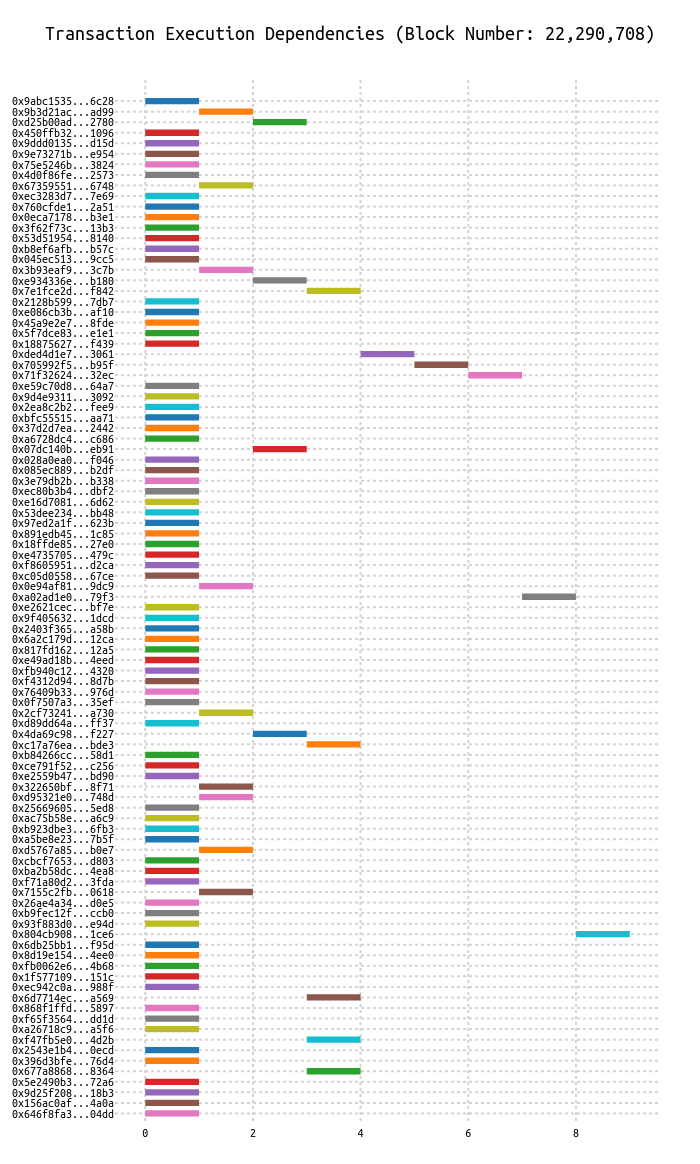 Transaction Execution Dependencies (Block Number: 22,290,708)
0x9abc1535...6c28
0x9b3d21ac...ad99
0xd25b00ad...2780
0x450ffb32...1096
0x9ddd0135...d15d
0x9e73271b...e954
0x75e5246b...3824
0x4d0f86fe...2573
0x67359551...6748
0xec3283d7...7e69
0x760cfde1...2a51
0x0eca7178...b3e1
0x3f62f73c...13b3
0x53d51954...8140
0xb8ef6afb...b57c
0x045ec513...9cc5
0x3b93eaf9...3c7b
0xe934336e...b180
0x7e1fce2d...f842
0x2128b599...7db7
0xe086cb3b...af10
0x45a9e2e7...8fde
0x5f7dce83...e1e1
0x18875627...f439
0xded4d1e7...3061
0x705992f5...b95f
0x71f32624...32ec
0xe59c70d8...64a7
0x9d4e9311...3092
0x2ea8c2b2...fee9
0xbfc55515...aa71
0x37d2d7ea...2442
0xa6728dc4...c686
0x07dc140b...eb91
0x028a0ea0...f046
0x085ec889...b2df
0x3e79db2b...b338
0xec80b3b4...dbf2
0xe16d7081...6d62
0x53dee234...bb48
0x97ed2a1f...623b
0x891edb45...1c85
0x18ffde85...27e0
0xe4735705...479c
0xf8605951...d2ca
0xc05d0558...67ce
0x0e94af81...9dc9
0xa02ad1e0...79f3
0xe2621cec...bf7e
0x9f405632...1dcd
0x2403f365...a58b
0x6a2c179d...12ca
0x817fd162...12a5
0xe49ad18b...4eed
0xfb940c12...4320
0xf4312d94...8d7b
0x76409b33...976d
0x0f7507a3...35ef
0x2cf73241...a730
0xd89dd64a...ff37
0x4da69c98...f227
0xc17a76ea...bde3
0xb84266cc...58d1
0xce791f52...c256
0xe2559b47...bd90
0x322650bf...8f71
0xd95321e0...748d
0x25669605...5ed8
0xac75b58e...a6c9
0xb923dbe3...6fb3
0xa5be8e23...7b5f
0xd5767a85...b0e7
0xcbcf7653...d803
0xba2b58dc...4ea8
0xf71a80d2...3fda
0x7155c2fb...0618
0x26ae4a34...d0e5
0xb9fec12f...ccb0
0x93f883d0...e94d
0x804cb908...1ce6
0x6db25bb1...f95d
0x8d19e154...4ee0
0xfb0062e6...4b68
0x1f577109...151c
0xec942c0a...988f
0x6d7714ec...a569
0x868f1ffd...5897
0xf65f3564...dd1d
0xa26718c9...a5f6
0xf47fb5e0...4d2b
0x2543e1b4...0ecd
0x396d3bfe...76d4
0x677a8868...8364
0x5e2490b3...72a6
0x9d25f208...18b3
0x156ac0af...4a0a
0x646f8fa3...04dd
0 2 4 6 8